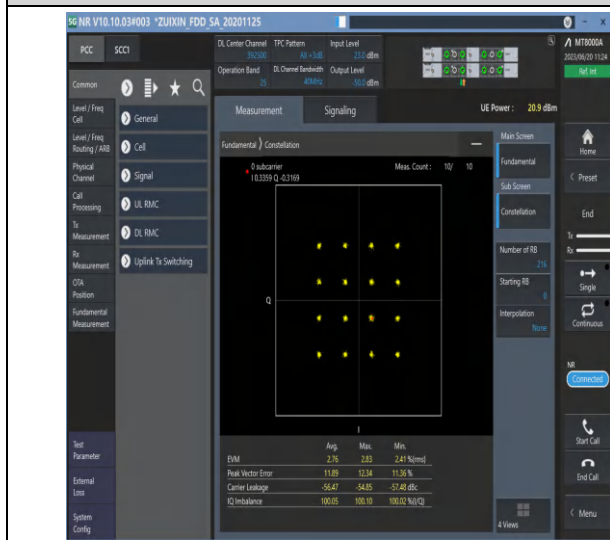 5G NR V10.10.03#003 *ZUIXIN_FDD_SA_20201125
PCC SCC1
DL Center Channel TPC Pattern Input Level
392500 All +3dB 23.0 dBm
Operation Band DL Channel Bandwidth Output Level
25 40MHz -50.0 dBm
MT8000A
2023/06/20 11:24
Ref. Int
Common
Level / Freq
Cell
Level / Freq
Routing / ARB
Physical
Channel
Call
Processing
Tx
Measurement
Rx
Measurement
OTA
Position
Fundamental
Measurement
Test
Parameter
External
Loss
System
Config
General
Cell
Signal
UL RMC
DL RMC
Uplink Tx Switching
Measurement Signaling
UE Power : 20.9 dBm
Fundamental Constellation
0 subcarrier Meas. Count : 10/ 10
I 0.3359 Q -0.3169
Q
I
Avg. Max. Min.
EVM 2.76 2.83 2.41 %(rms)
Peak Vector Error 11.89 12.34 11.36 %
Carrier Leakage -56.47 -54.85 -57.48 dBc
IQ Imbalance 100.05 100.10 100.02 %(I/Q)
Main Screen
Fundamental
Sub Screen
Constellation
Number of RB
216
Starting RB
0
Interpolation
None
4 Views
Home
Preset
End
Tx
Rx
Single
Continuous
NR
Connected
Start Call
End Call
Menu